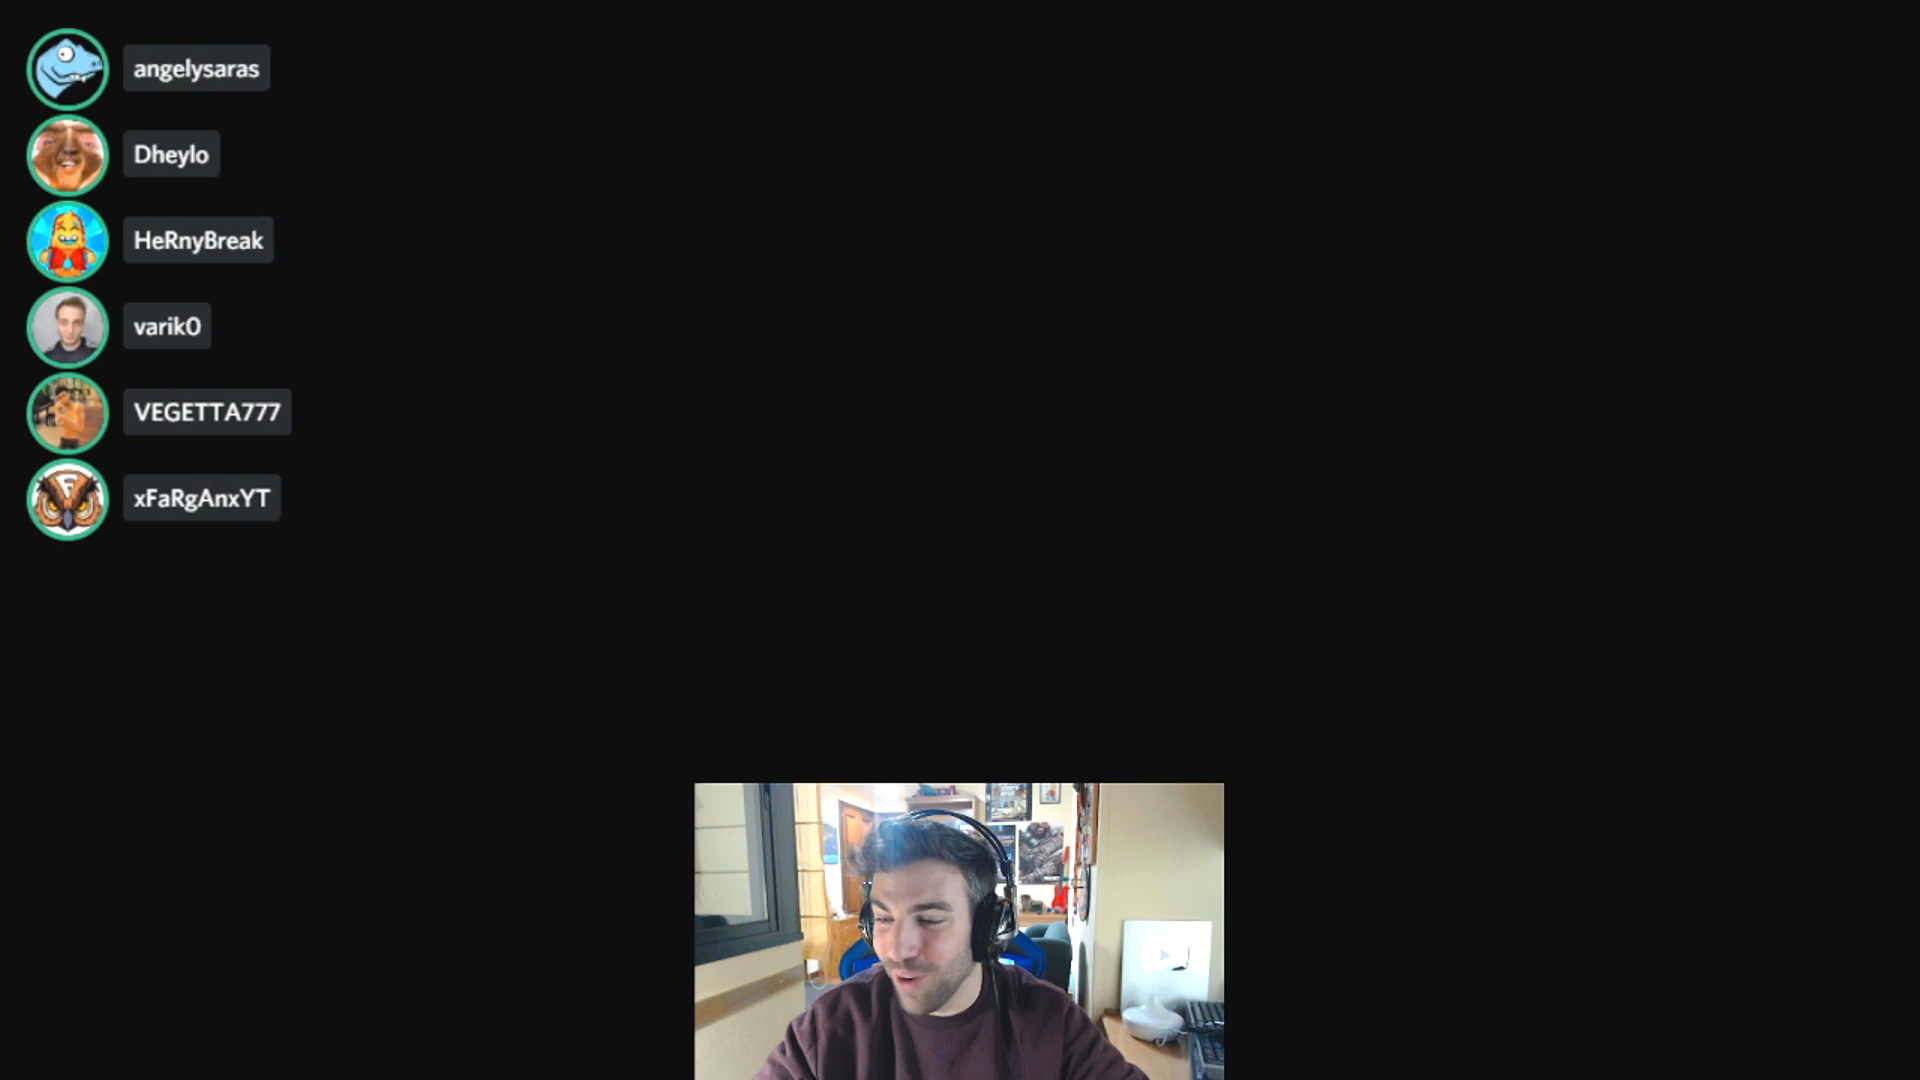 angelysaras
Dheylo
HeRnyBreak
varik0
VEGETTA777
xFaRgAnxYT